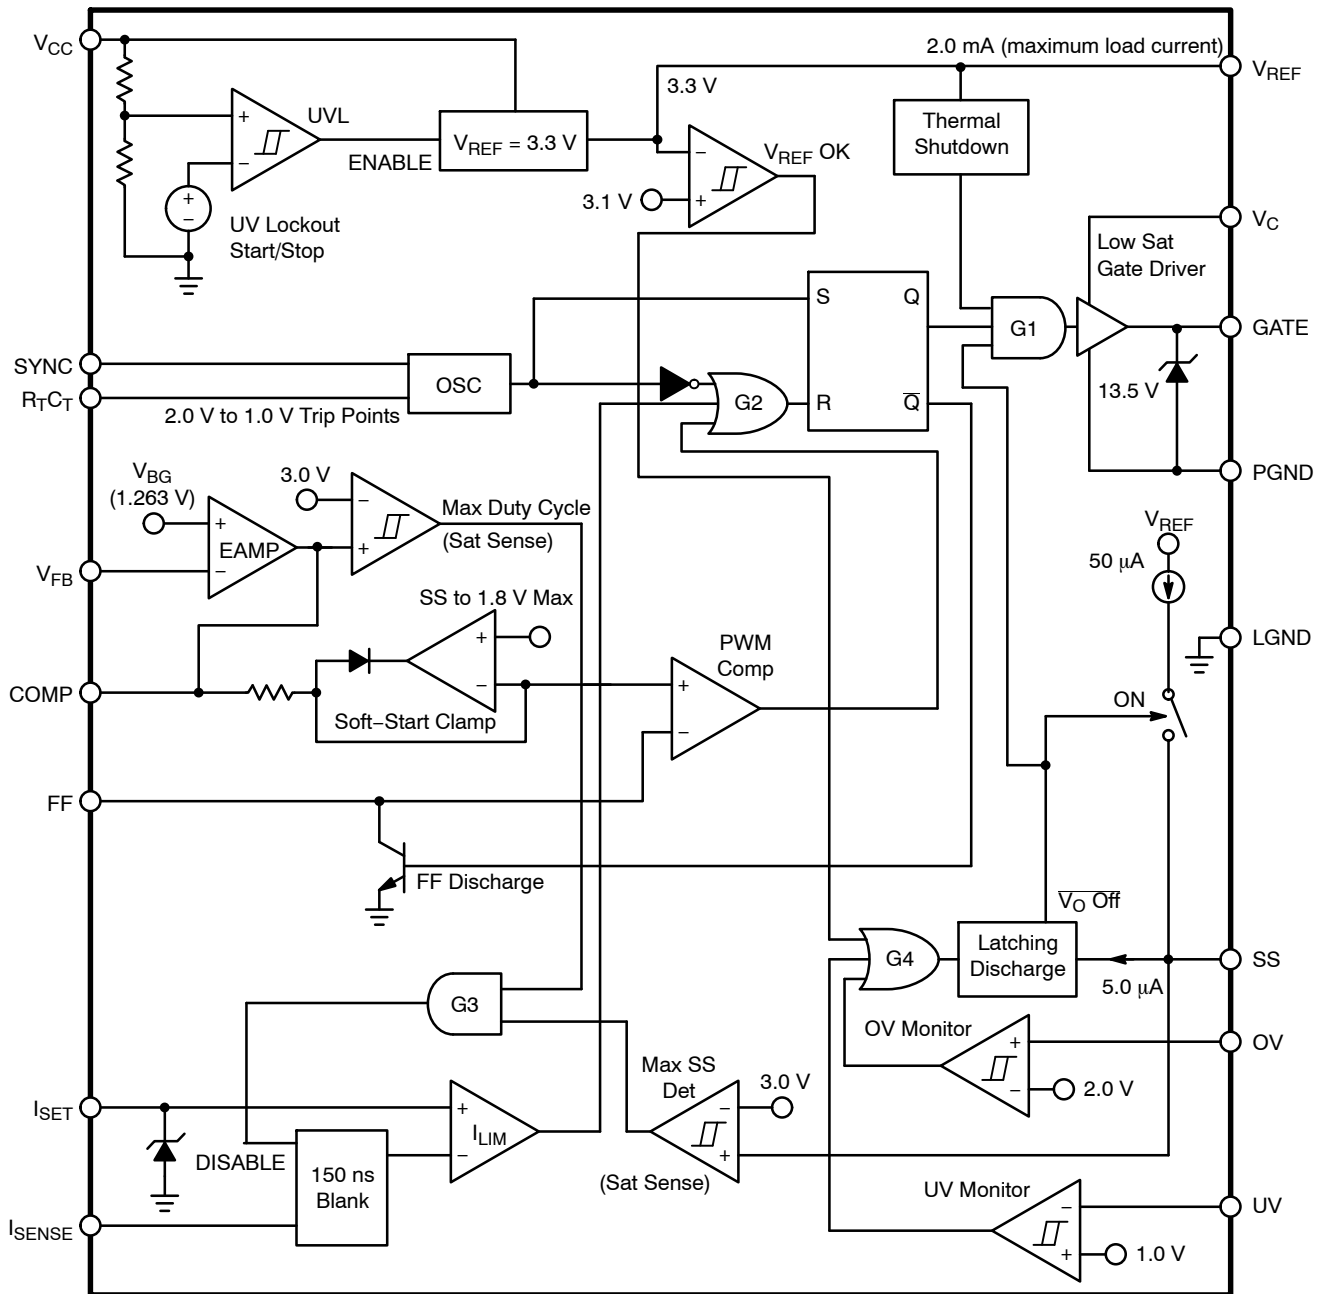 V_CC
2.0 mA (maximum load current)
V_REF
3.3 V
+
−
UVL
ENABLE
V_REF = 3.3 V
Thermal
Shutdown
−
+
V_REF OK
3.1 V
+
−
UV Lockout
Start/Stop
V_C
Low Sat
Gate Driver
S
Q
G1
GATE
SYNC
R_TC_T
OSC
2.0 V to 1.0 V Trip Points
G2
R
Q̅
13.5 V
V_BG
(1.263 V)
3.0 V
−
+
Max Duty Cycle
(Sat Sense)
PGND
+
−
EAMP
V_FB
V_REF
50 μA
SS to 1.8 V Max
+
−
Soft−Start Clamp
PWM
Comp
+
−
LGND
COMP
ON
FF
FF Discharge
V̅_̅O̅ ̅O̅f̅f̅
G4
Latching
Discharge
5.0 μA
SS
G3
OV Monitor
+
−
2.0 V
OV
Max SS
Det
3.0 V
−
+
(Sat Sense)
I_SET
+
−
I_LIM
DISABLE
150 ns
Blank
I_SENSE
UV Monitor
−
+
1.0 V
UV